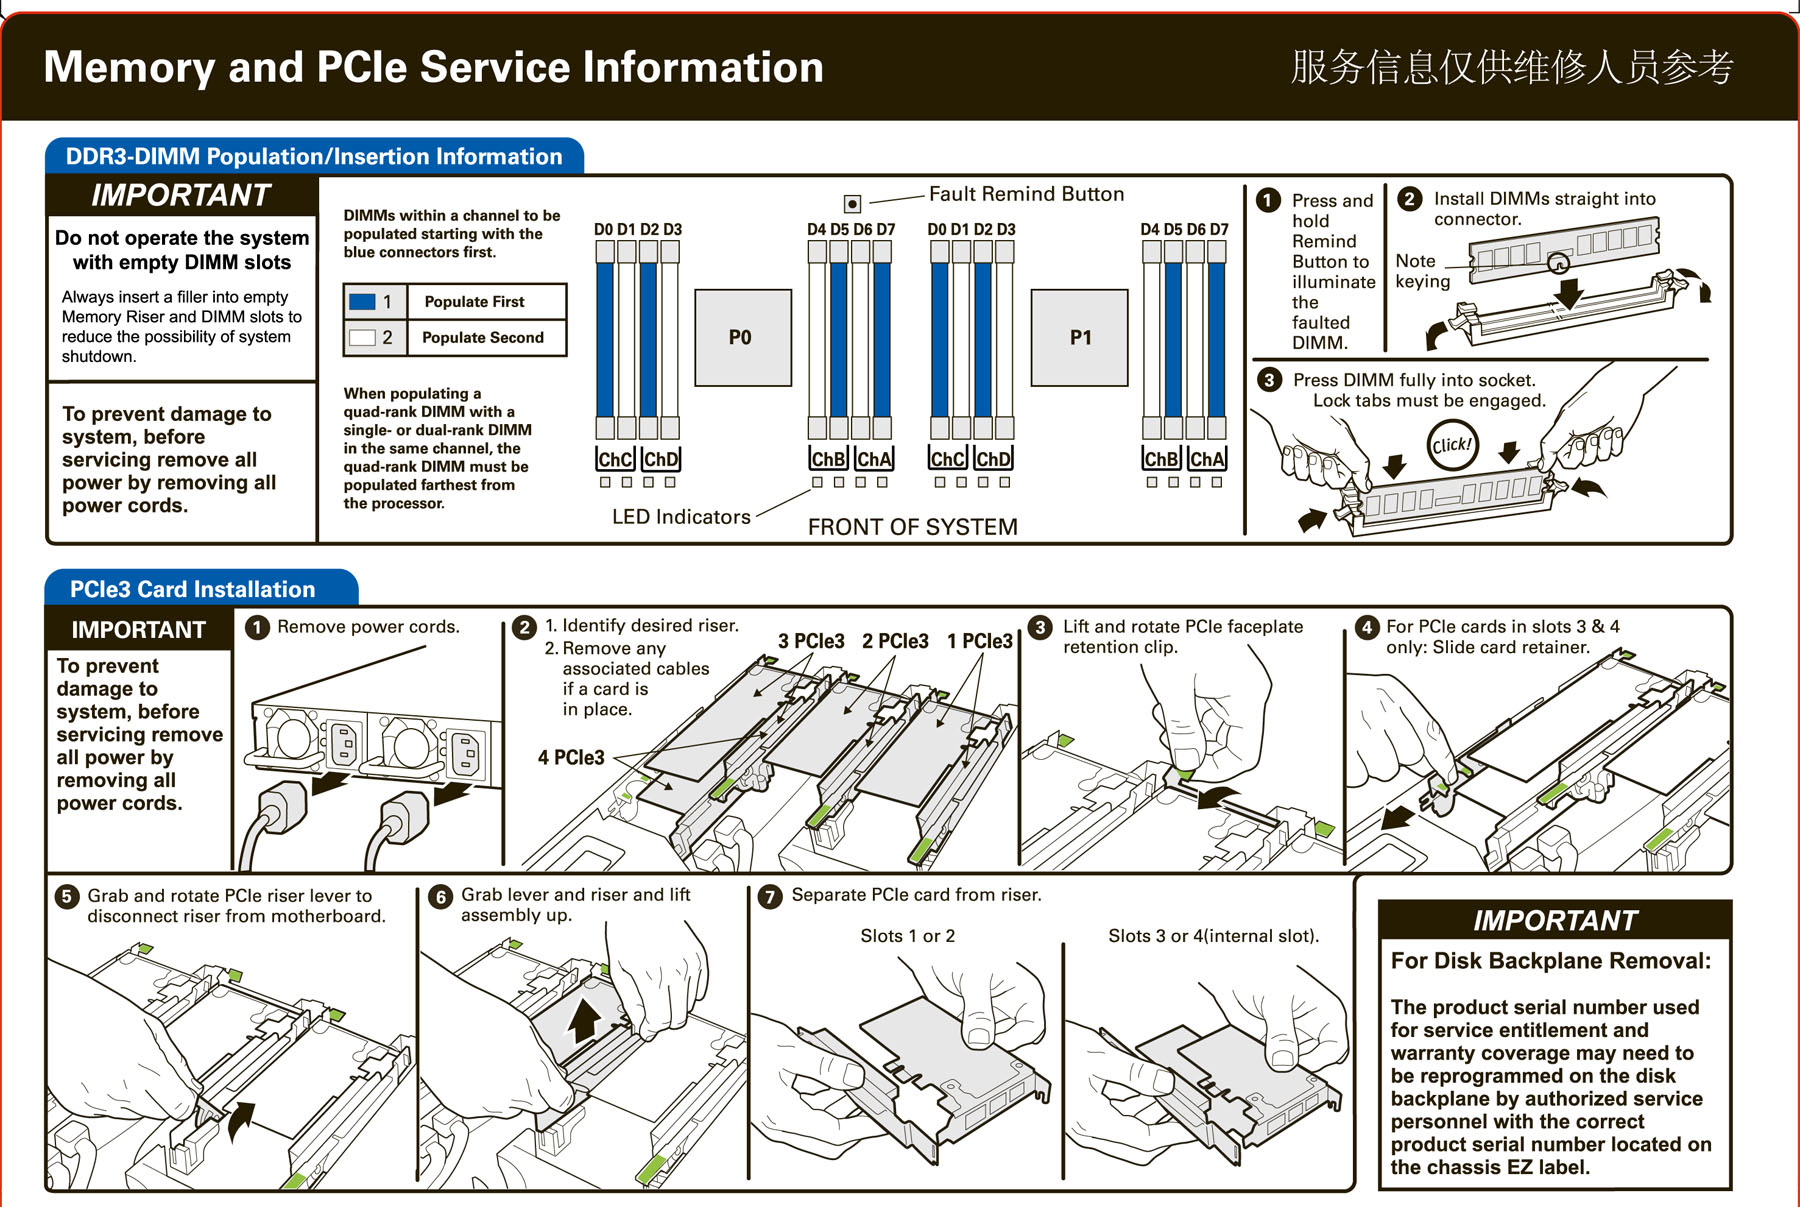 Memory and PCIe Service Information
服务信息仅供维修人员参考
DDR3-DIMM Population/Insertion Information
IMPORTANT
Do not operate the system
with empty DIMM slots
Always insert a filler into empty
Memory Riser and DIMM slots to
reduce the possibility of system
shutdown.
To prevent damage to
system, before
servicing remove all
power by removing all
power cords.
DIMMs within a channel to be
populated starting with the
blue connectors first.
1 Populate First
2 Populate Second
When populating a
quad-rank DIMM with a
single- or dual-rank DIMM
in the same channel, the
quad-rank DIMM must be
populated farthest from
the processor.
Fault Remind Button
D0 D1 D2 D3
D4 D5 D6 D7
D0 D1 D2 D3
D4 D5 D6 D7
P0
P1
ChC ChD
ChB ChA
ChC ChD
ChB ChA
LED Indicators
FRONT OF SYSTEM
1 Press and
hold
Remind
Button to
illuminate
the
faulted
DIMM.
2 Install DIMMs straight into
connector.
Note
keying
3 Press DIMM fully into socket.
Lock tabs must be engaged.
Click!
PCIe3 Card Installation
IMPORTANT
To prevent
damage to
system, before
servicing remove
all power by
removing all
power cords.
1 Remove power cords.
2 1. Identify desired riser.
2. Remove any
associated cables
if a card is
in place.
3 PCIe3
2 PCIe3
1 PCIe3
4 PCIe3
3 Lift and rotate PCIe faceplate
retention clip.
4 For PCIe cards in slots 3 & 4
only: Slide card retainer.
5 Grab and rotate PCIe riser lever to
disconnect riser from motherboard.
6 Grab lever and riser and lift
assembly up.
7 Separate PCIe card from riser.
Slots 1 or 2
Slots 3 or 4(internal slot).
IMPORTANT
For Disk Backplane Removal:
The product serial number used
for service entitlement and
warranty coverage may need to
be reprogrammed on the disk
backplane by authorized service
personnel with the correct
product serial number located on
the chassis EZ label.